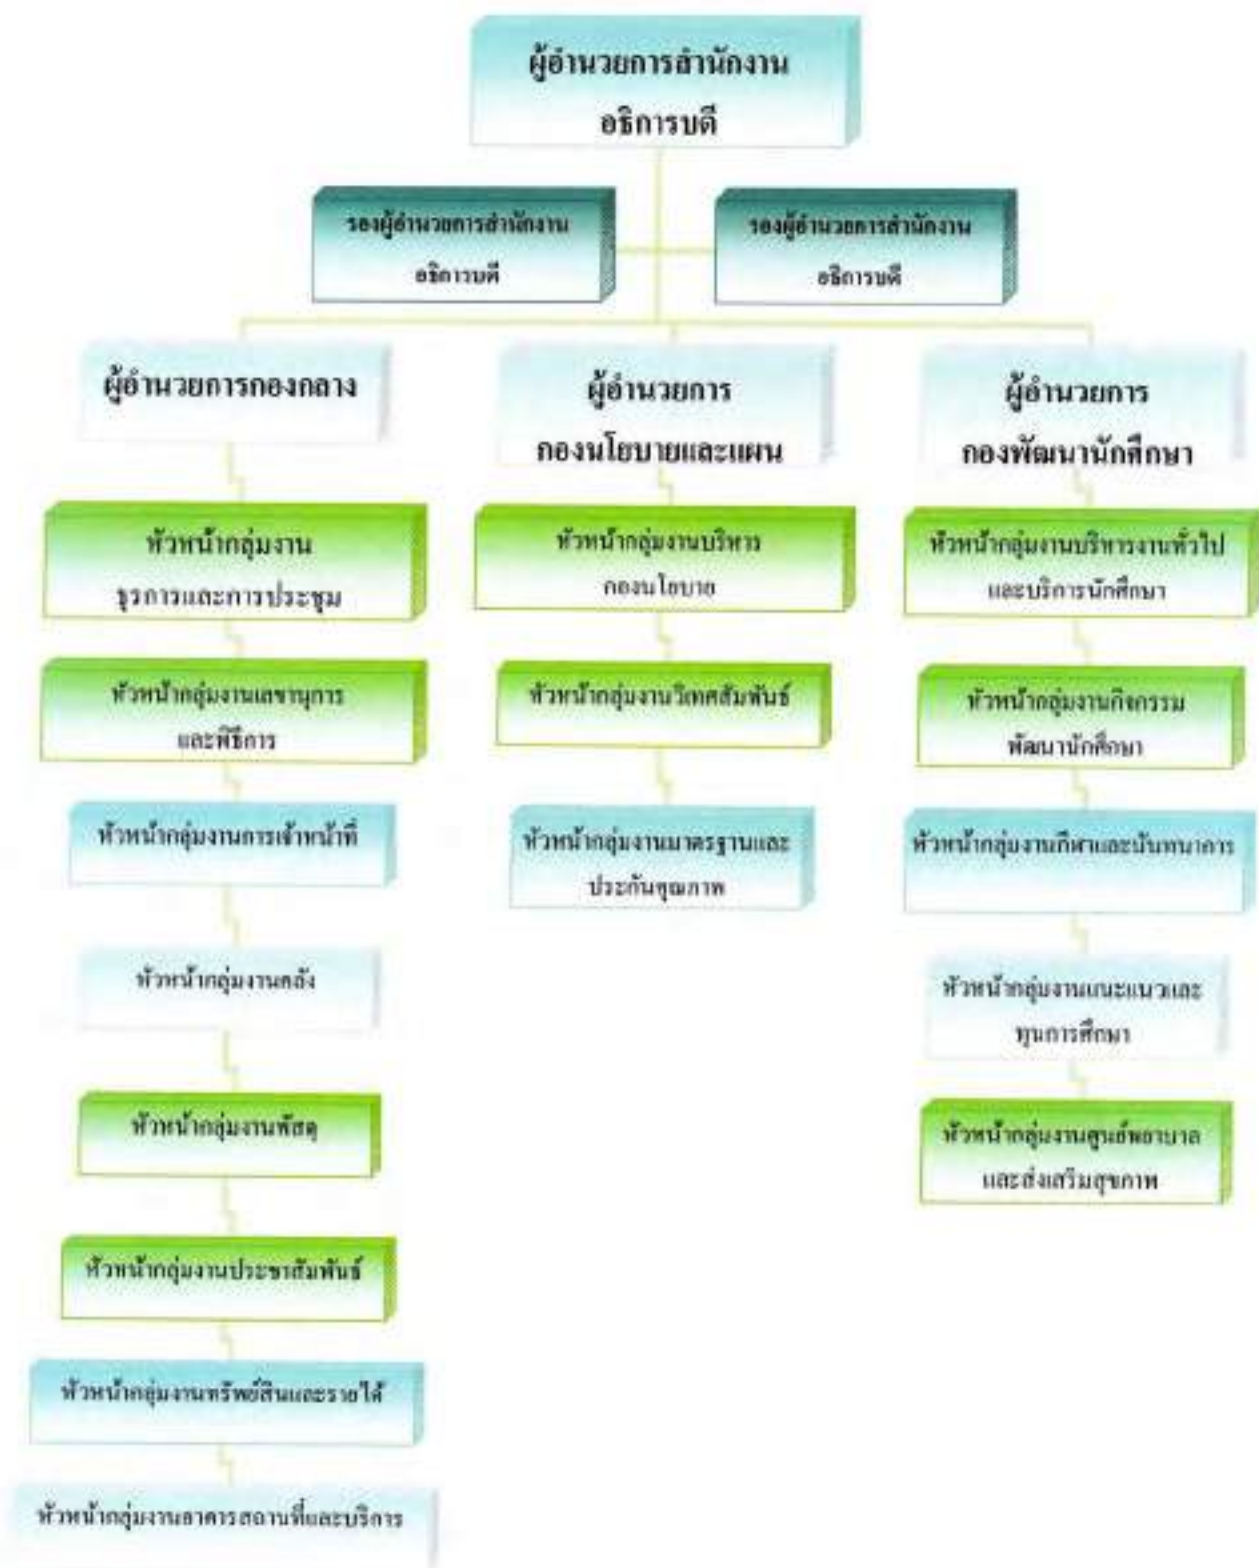 ผู้อำนวยการสำนักงาน
อธิการบดี
รองผู้อำนวยการสำนักงาน
อธิการบดี
รองผู้อำนวยการสำนักงาน
อธิการบดี
ผู้อำนวยการกองกลาง
หัวหน้ากลุ่มงาน
ธุรการและการประชุม
หัวหน้ากลุ่มงานเลขานุการ
และพิธีการ
หัวหน้ากลุ่มงานการเจ้าหน้าที่
หัวหน้ากลุ่มงานคลัง
หัวหน้ากลุ่มงานพัสดุ
หัวหน้ากลุ่มงานประชาสัมพันธ์
หัวหน้ากลุ่มงานทรัพย์สินและรายได้
หัวหน้ากลุ่มงานอาคารสถานที่และบริการ
ผู้อำนวยการ
กองนโยบายและแผน
หัวหน้ากลุ่มงานบริหาร
กองนโยบาย
หัวหน้ากลุ่มงานวิเทศสัมพันธ์
หัวหน้ากลุ่มงานมาตรฐานและ
ประกันคุณภาพ
ผู้อำนวยการ
กองพัฒนานักศึกษา
หัวหน้ากลุ่มงานบริหารงานทั่วไป
และบริการนักศึกษา
หัวหน้ากลุ่มงานกิจกรรม
พัฒนานักศึกษา
หัวหน้ากลุ่มงานกีฬาและนันทนาการ
หัวหน้ากลุ่มงานแนะแนวและ
ทุนการศึกษา
หัวหน้ากลุ่มงานศูนย์พยาบาล
และส่งเสริมสุขภาพ